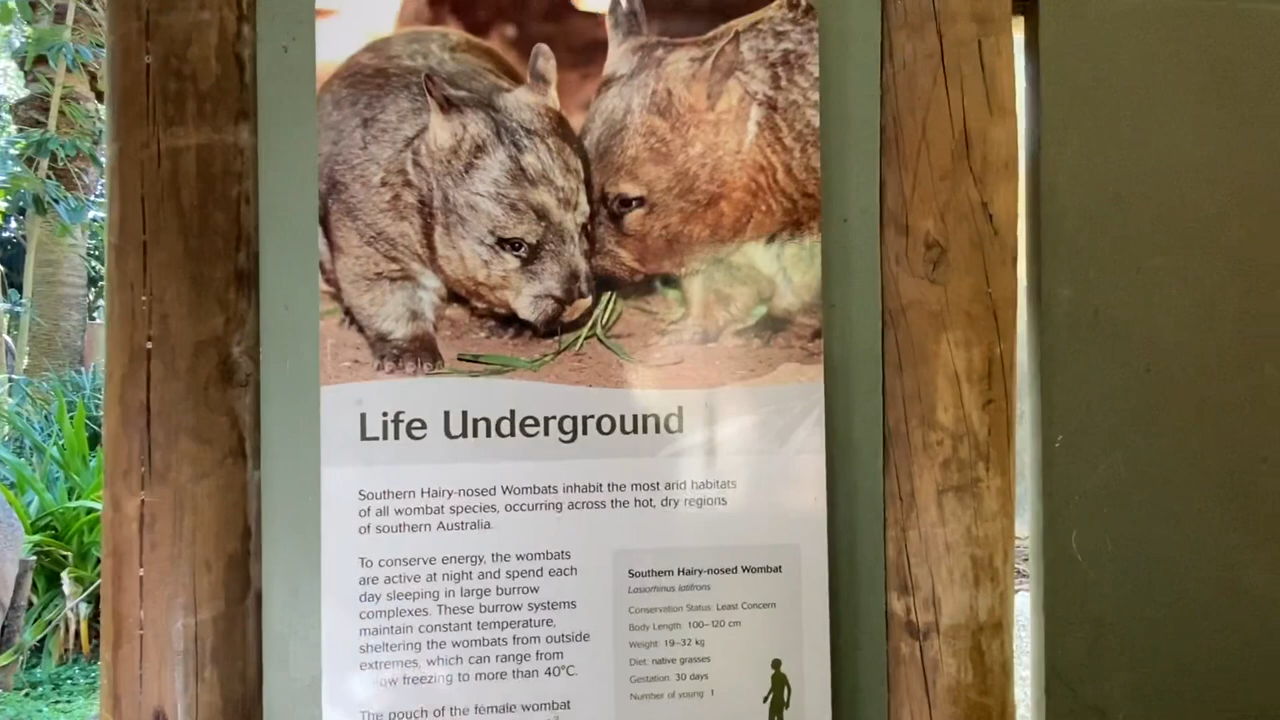 Life Underground
Southern Hairy-nosed Wombats inhabit the most arid habitats
of all wombat species, occurring across the hot, dry regions
of southern Australia.
To conserve energy, the wombats
are active at night and spend each
day sleeping in large burrow
complexes. These burrow systems
maintain constant temperature,
sheltering the wombats from outside
extremes, which can range from
freezing to more than 40°C.
The pouch of the female wombat
Southern Hairy-nosed Wombat
Lasiorhinus latifrons
Conservation Status: Least Concern
Body Length: 100–120 cm
Weight: 19–32 kg
Diet: native grasses
Gestation: 30 days
Number of young: 1